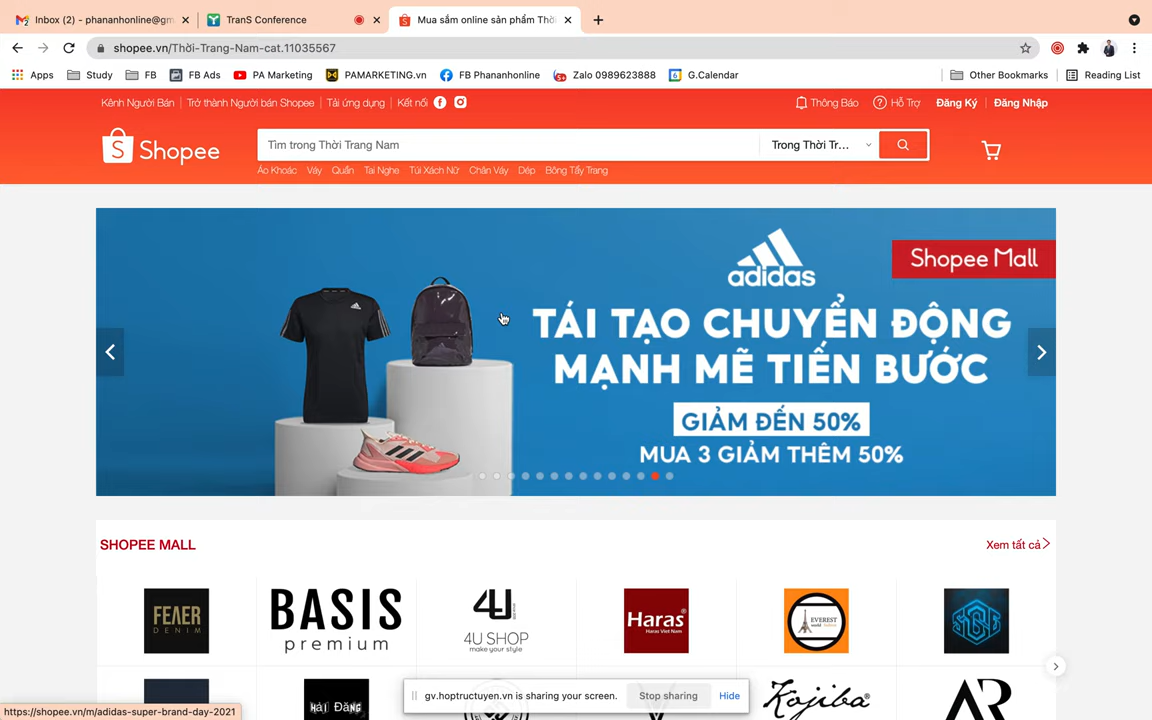 Inbox (2) - phananhonline@gm
TranS Conference
Mua sắm online sản phẩm Thờ
shopee.vn/Thời-Trang-Nam-cat.11035567
Apps
Study
FB
FB Ads
PA Marketing
PAMARKETING.vn
FB Phananhonline
Zalo 0989623888
G.Calendar
Other Bookmarks
Reading List
Kênh Người Bán
Trở thành Người bán Shopee
Tải ứng dụng
Kết nối
Thông Báo
Hỗ Trợ
Đăng Ký
Đăng Nhập
Shopee
Tìm trong Thời Trang Nam
Trong Thời Tr...
Áo Khoác Váy Quần Tai Nghe Túi Xách Nữ Chân Váy Dép Bông Tẩy Trang
adidas
Shopee Mall
TÁI TẠO CHUYỂN ĐỘNG
MẠNH MẼ TIẾN BƯỚC
GIẢM ĐẾN 50%
MUA 3 GIẢM THÊM 50%
SHOPEE MALL
Xem tất cả
FEAER
DENIM
BASIS
premium
4U
4U SHOP
make your style
Haras
Haras Viet Nam
EVEREST
HẢI ĐĂNG
Kojiba
AR
gv.hoptructuyen.vn is sharing your screen.
Stop sharing
Hide
https://shopee.vn/m/adidas-super-brand-day-2021